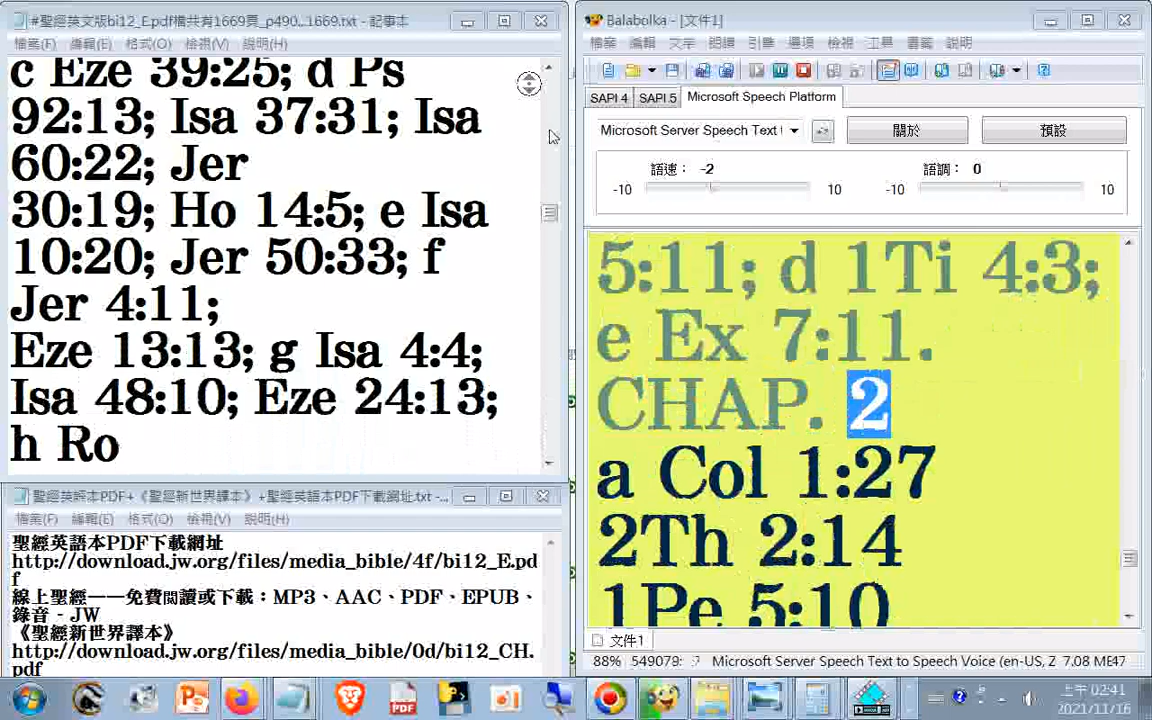 #聖經英文版bi12_E.pdf檔共有1669頁_p490...1669.txt - 記事本
檔案(F) 編輯(E) 格式(O) 檢視(V) 說明(H)
c Eze 39:25; d Ps
92:13; Isa 37:31; Isa
60:22; Jer
30:19; Ho 14:5; e Isa
10:20; Jer 50:33; f
Jer 4:11;
Eze 13:13; g Isa 4:4;
Isa 48:10; Eze 24:13;
h Ro
聖經英語本PDF+《聖經新世界譯本》+聖經英語本PDF下載網址.txt - ...
檔案(F) 編輯(E) 格式(O) 檢視(V) 說明(H)
聖經英語本PDF下載網址
http://download.jw.org/files/media_bible/4f/bi12_E.pd
f
線上聖經——免費閱讀或下載：MP3、AAC、PDF、EPUB、
錄音 - JW
《聖經新世界譯本》
http://download.jw.org/files/media_bible/0d/bi12_CH.
pdf
Balabolka - [文件1]
檔案 編輯 文字 朗讀 引擎 選項 檢視 工具 書籤 說明
SAPI 4 SAPI 5 Microsoft Speech Platform
Microsoft Server Speech Text 關於 預設
語速： -2 語調： 0
-10 10 -10 10
5:11; d 1Ti 4:3;
e Ex 7:11.
CHAP. 2
a Col 1:27
2Th 2:14
1Pe 5:10
文件1
88% 549079: Microsoft Server Speech Text to Speech Voice (en-US, Z 7.08 ME47
PDF
上午 02:41
2021/11/16